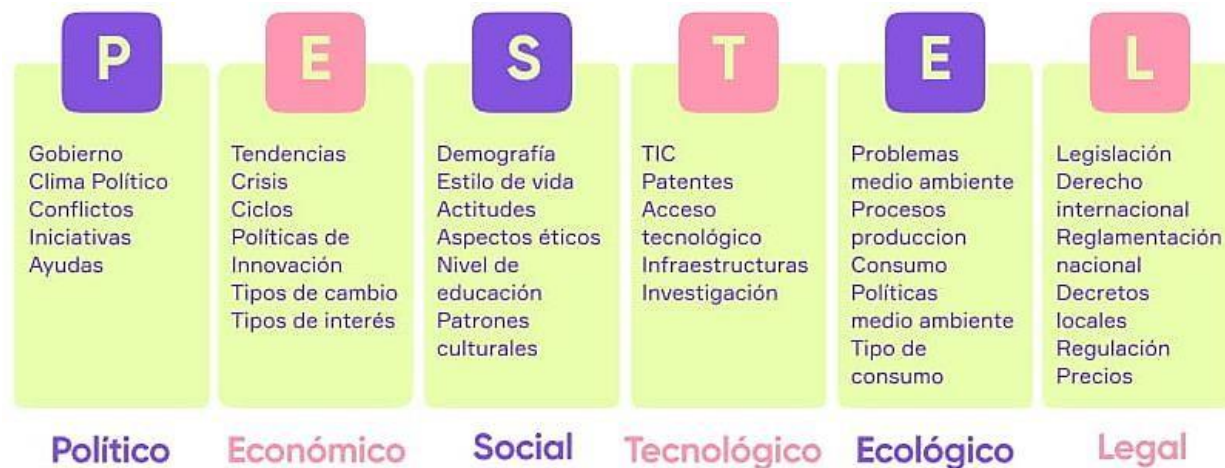 P
Gobierno
Clima Político
Conflictos
Iniciativas
Ayudas
Político
E
Tendencias
Crisis
Ciclos
Políticas de
Innovación
Tipos de cambio
Tipos de interés
Económico
S
Demografía
Estilo de vida
Actitudes
Aspectos éticos
Nivel de
educación
Patrones
culturales
Social
T
TIC
Patentes
Acceso
tecnológico
Infraestructuras
Investigación
Tecnológico
E
Problemas
medio ambiente
Procesos
produccion
Consumo
Políticas
medio ambiente
Tipo de
consumo
Ecológico
L
Legislación
Derecho
internacional
Reglamentación
nacional
Decretos
locales
Regulación
Precios
Legal